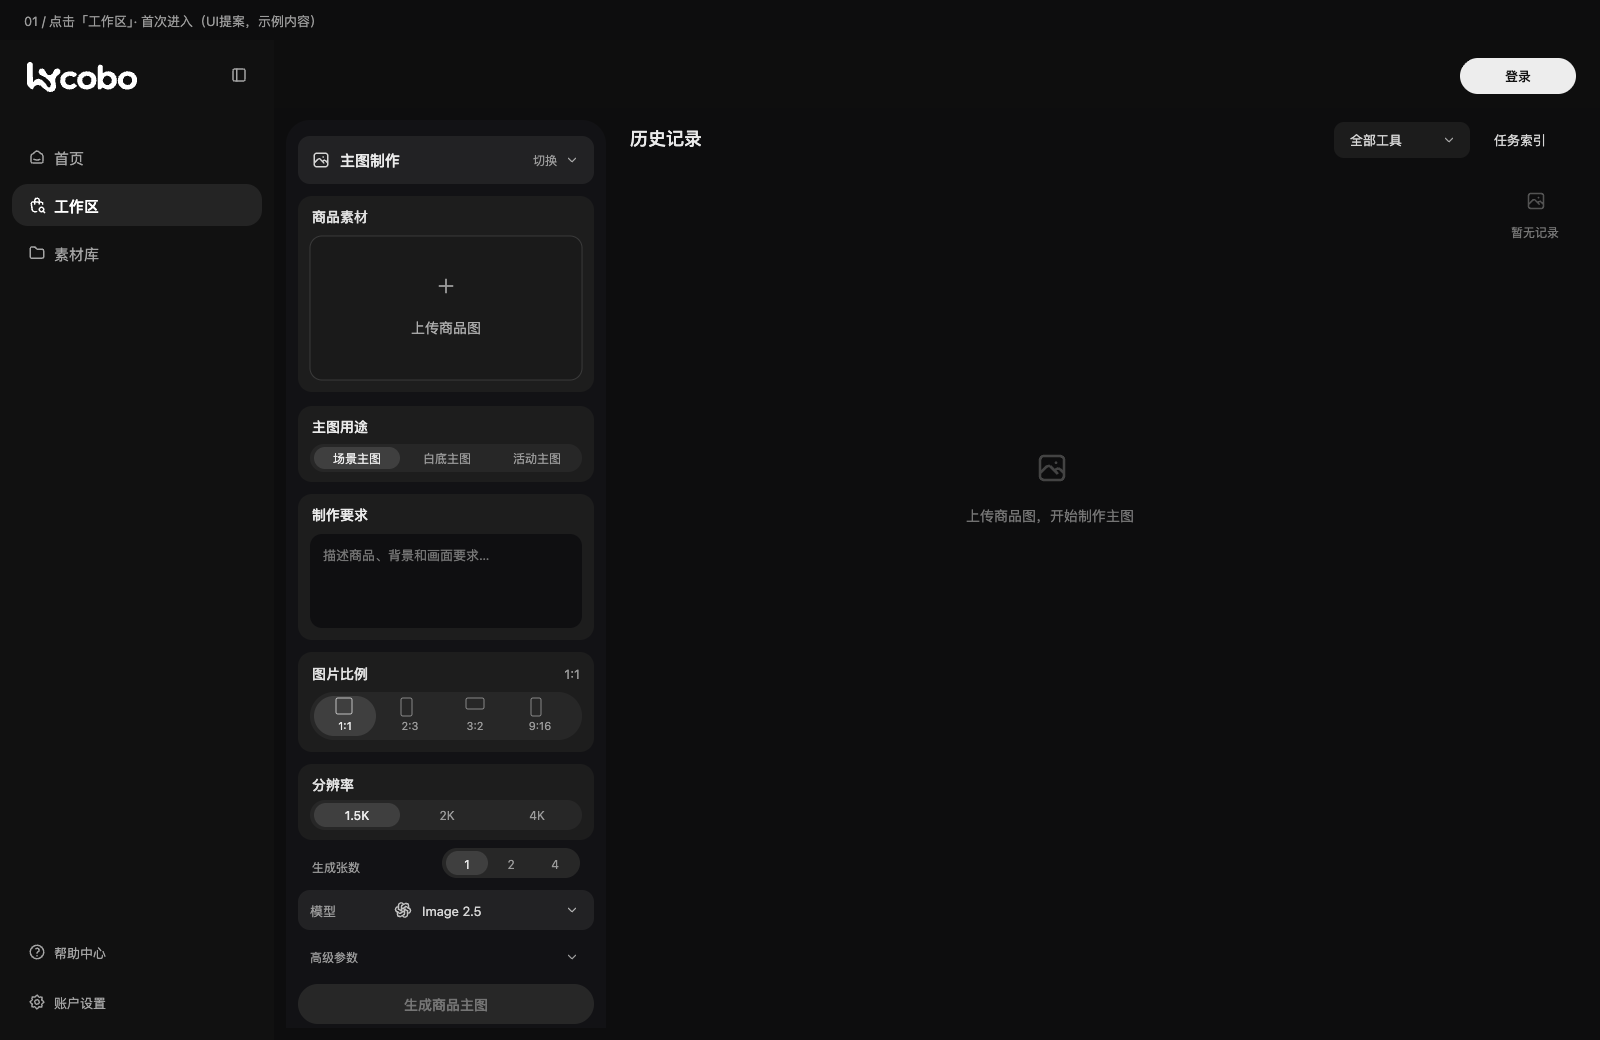 01 / 点击「工作区」· 首次进入（UI提案，示例内容）
lycobo
登录
首页
工作区
素材库
帮助中心
账户设置
主图制作
切换
商品素材
上传商品图
主图用途
场景主图 白底主图 活动主图
制作要求
描述商品、背景和画面要求...
图片比例
1:1
1:1 2:3 3:2 9:16
分辨率
1.5K 2K 4K
生成张数
1 2 4
模型
Image 2.5
高级参数
生成商品主图
历史记录
全部工具
任务索引
暂无记录
上传商品图，开始制作主图